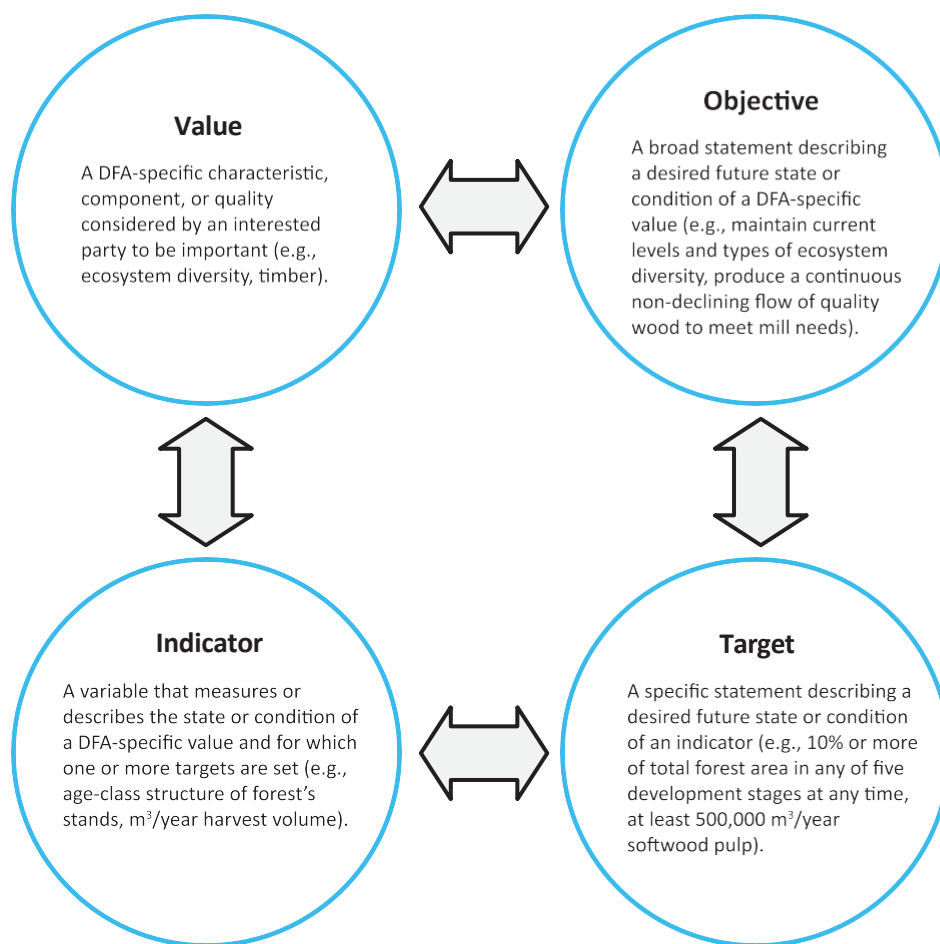 Value
A DFA-specific characteristic,
component, or quality
considered by an interested
party to be important (e.g.,
ecosystem diversity, timber).
Objective
A broad statement describing
a desired future state or
condition of a DFA-specific
value (e.g., maintain current
levels and types of ecosystem
diversity, produce a continuous
non-declining flow of quality
wood to meet mill needs).
Indicator
A variable that measures or
describes the state or condition of
a DFA-specific value and for which
one or more targets are set (e.g.,
age-class structure of forest’s
stands, m³/year harvest volume).
Target
A specific statement describing a
desired future state or condition
of an indicator (e.g., 10% or more
of total forest area in any of five
development stages at any time,
at least 500,000 m³/year
softwood pulp).